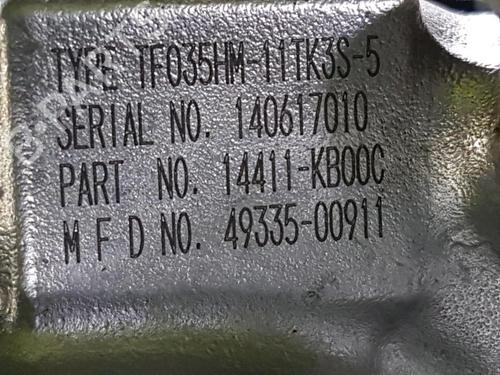 TYPE TF035HM-11TK3S-5
SERIAL NO. 140617010
PART NO. 14411-KB00C
M F D NO. 49335-00911